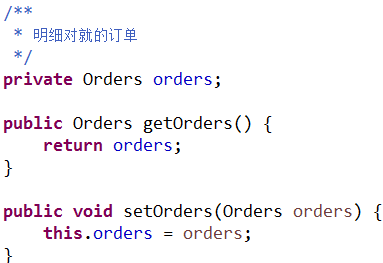 /**
 * 明细对就的订单
 */
private Orders orders;
public Orders getOrders() {
    return orders;
}
public void setOrders(Orders orders) {
    this.orders = orders;
}